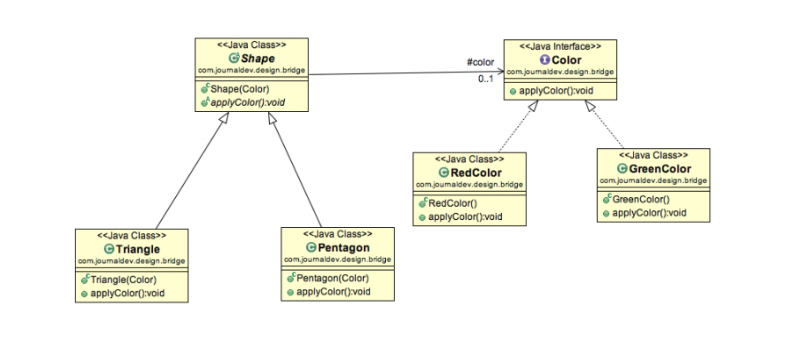 <<Java Class>>
Shape
com.journaldev.design.bridge
Shape(Color)
applyColor():void
#color
0..1
<<Java Interface>>
Color
com.journaldev.design.bridge
applyColor():void
<<Java Class>>
RedColor
com.journaldev.design.bridge
RedColor()
applyColor():void
<<Java Class>>
GreenColor
com.journaldev.design.bridge
GreenColor()
applyColor():void
<<Java Class>>
Triangle
com.journaldev.design.bridge
Triangle(Color)
applyColor():void
<<Java Class>>
Pentagon
com.journaldev.design.bridge
Pentagon(Color)
applyColor():void